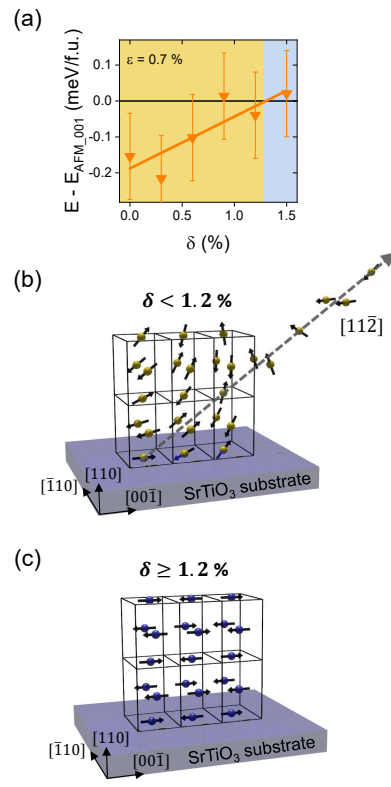 (a)
ε = 0.7 %
0.1
0.0
-0.1
-0.2
E - E_AFM_001 (meV/f.u.)
0.0 0.5 1.0 1.5
δ (%)
(b)
δ < 1.2 %
[112̄]
[110]
[1̄10]
[001̄]
SrTiO₃ substrate
(c)
δ ≥ 1.2 %
[110]
[1̄10]
[001̄]
SrTiO₃ substrate